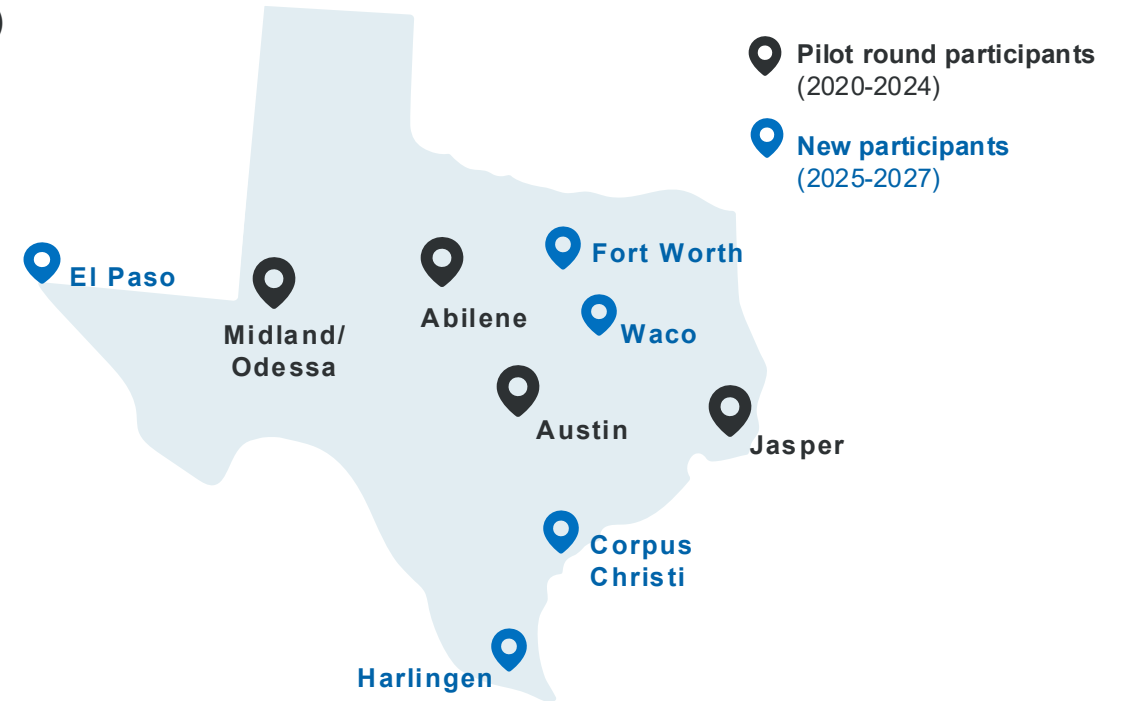 Pilot round participants
(2020-2024)
New participants
(2025-2027)
Fort Worth
El Paso
Abilene
Midland/
Odessa
Waco
Austin
Jasper
Corpus
Christi
Harlingen